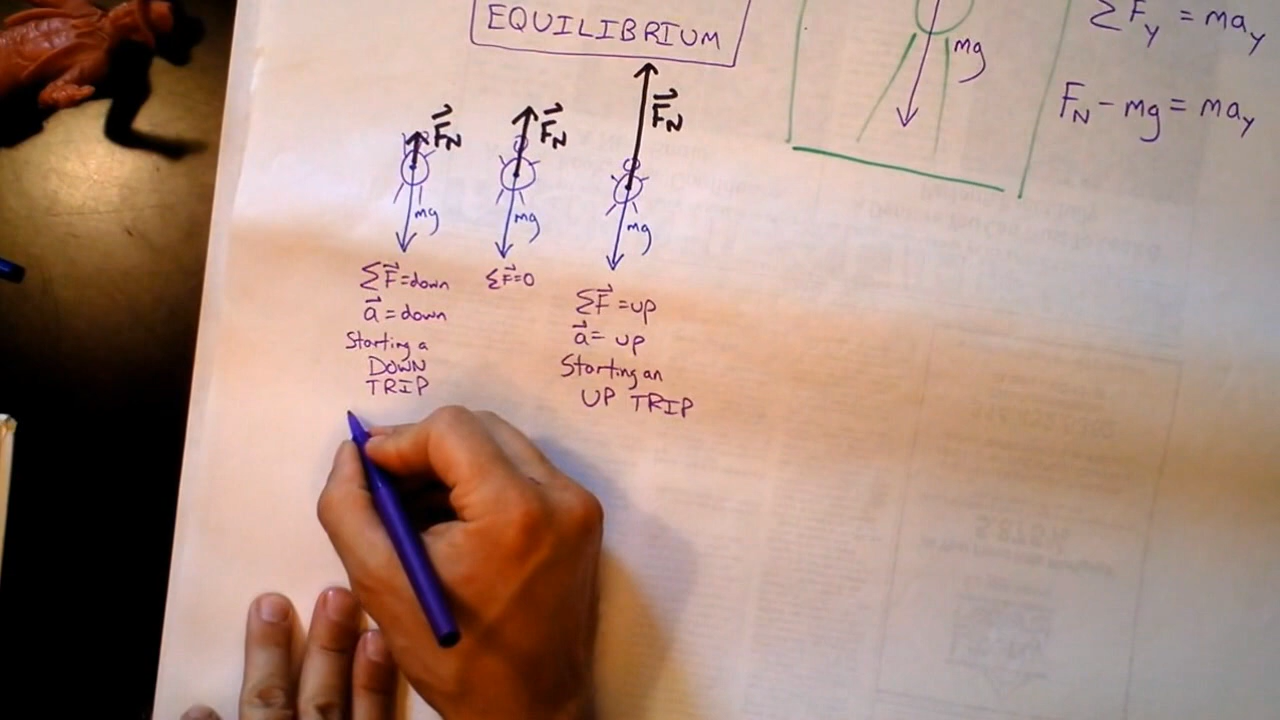 EQUILIBRIUM
F⃗N
mg
ΣF⃗=down
a⃗=down
Starting a
DOWN
TRIP
F⃗N
mg
ΣF⃗=0
F⃗N
mg
ΣF⃗=up
a⃗=up
Starting an
UP TRIP
mg
ΣFy = may
FN-mg=may